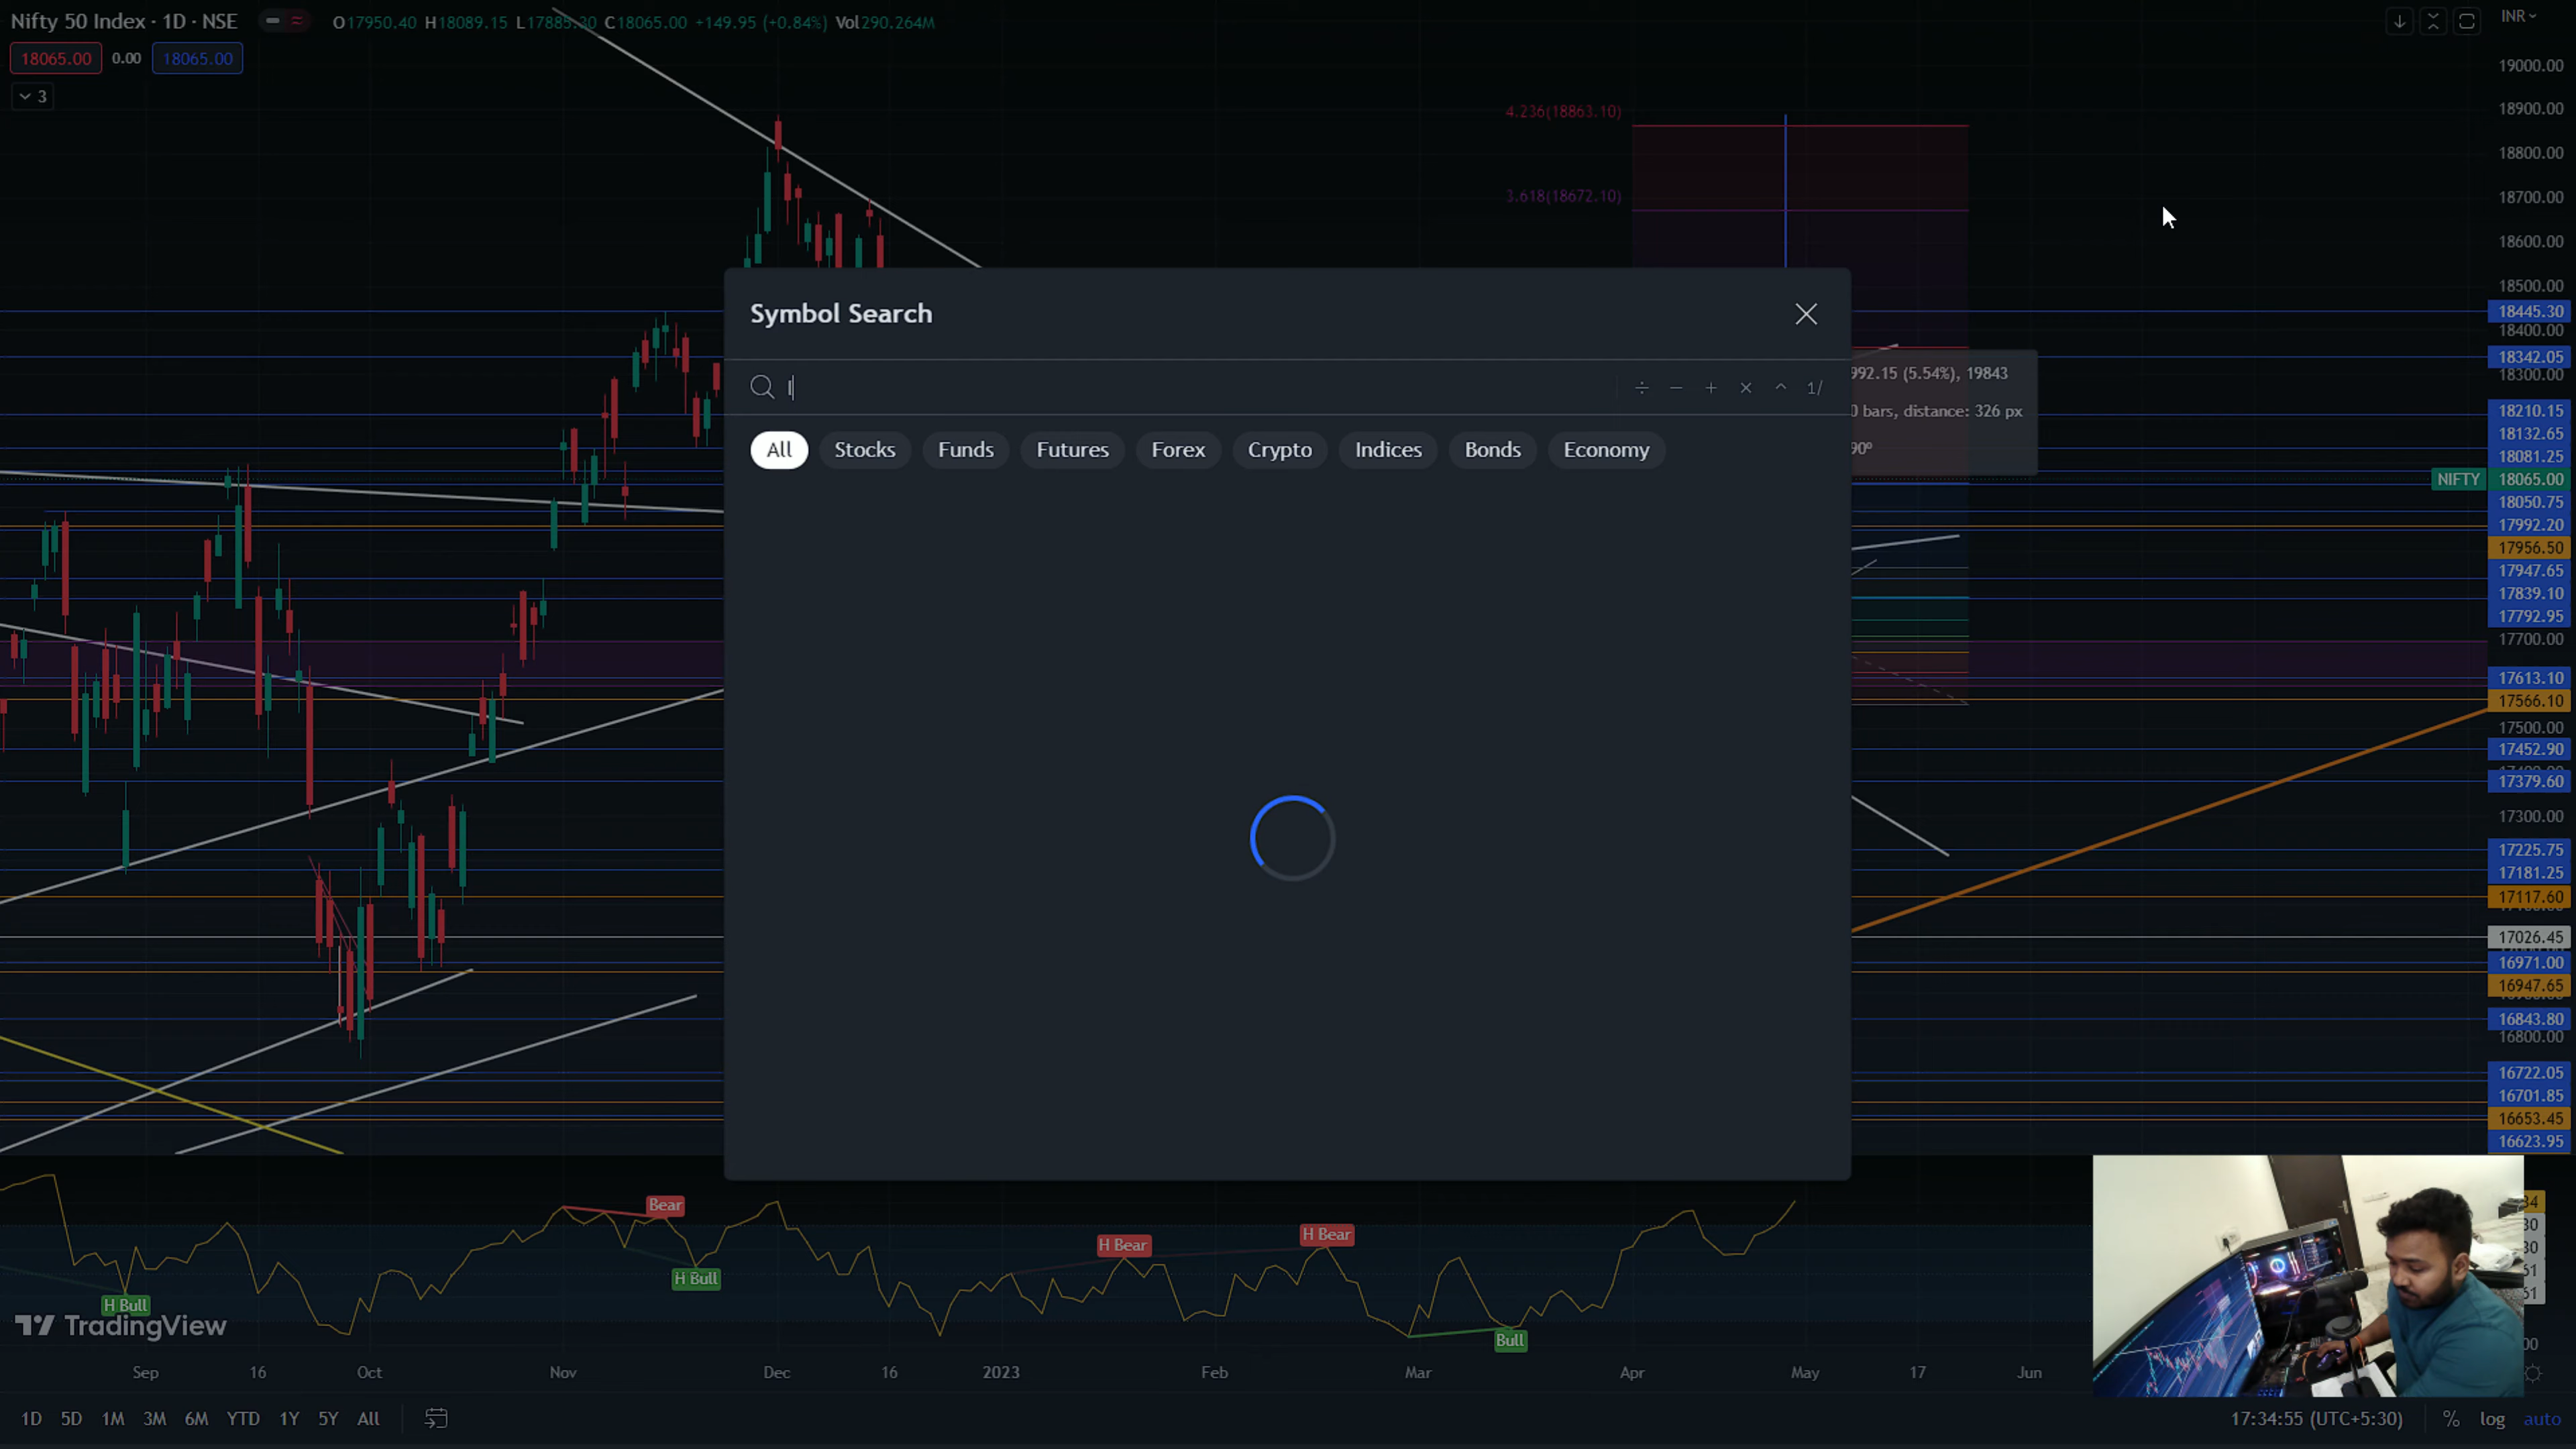 Nifty 50 Index · 1D · NSE
O17950.40 H18089.15 L17885.30 C18065.00 +149.95 (+0.84%) Vol290.264M
INR
18065.00 0.00 18065.00
3
19000.00
4.236(18863.10)
18900.00
18800.00
3.618(18672.10)
18700.00
18600.00
18500.00
Symbol Search
18445.30
18400.00
18342.05
992.15 (5.54%), 19843
18300.00
I
÷ − + × ^ 1/
0 bars, distance: 326 px
18210.15
18132.65
All Stocks Funds Futures Forex Crypto Indices Bonds Economy
90º
18081.25
NIFTY 18065.00
18050.75
17992.20
17956.50
17947.65
17839.10
17792.95
17700.00
17613.10
17566.10
17500.00
17452.90
17379.60
17300.00
17225.75
17181.25
17117.60
17026.45
16971.00
16947.65
16843.80
16800.00
16722.05
16701.85
16653.45
16623.95
Bear
H Bear
H Bear
H Bull
H Bull
Bull
TradingView
Sep 16 Oct Nov Dec 16 2023 Feb Mar Apr May 17 Jun
1D 5D 1M 3M 6M YTD 1Y 5Y All
17:34:55 (UTC+5:30) % log auto